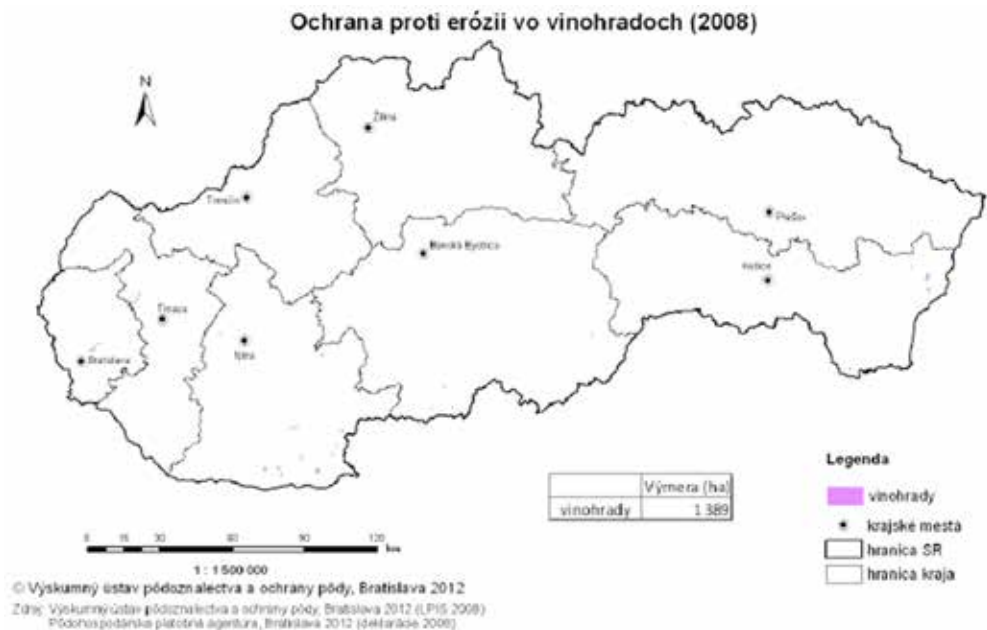 Ochrana proti erózii vo vinohradoch (2008)
N
Žilina
Trenčín
Prešov
Banská Bystrica
Košice
Trnava
Nitra
Bratislava
Legenda
vinohrady
krajské mestá
hranica SR
hranica kraja
Výmera (ha)
vinohrady 1 389
0 15 30 60 90 120
km
1 : 1 500 000
© Výskumný ústav pôdoznalectva a ochrany pôdy, Bratislava 2012
Zdroj: Výskumný ústav pôdoznalectva a ochrany pôdy, Bratislava 2012 (LPIS 2008)
Pôdohospodárska platobná agentúra, Bratislava 2012 (deklarácie 2008)